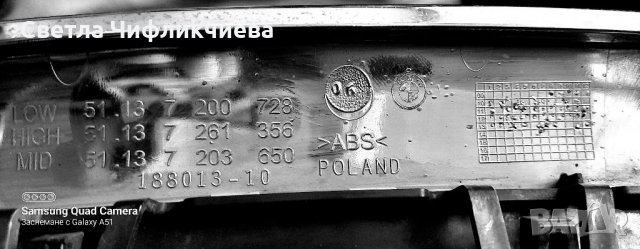 Светла Чифликчиева
LOW 51.13 7 200 728
HIGH 51.13 7 261 356
MID 51.13 7 203 650
188013-10
06
>ABS<
POLAND
Samsung Quad Camera
Заснемане с Galaxy A51